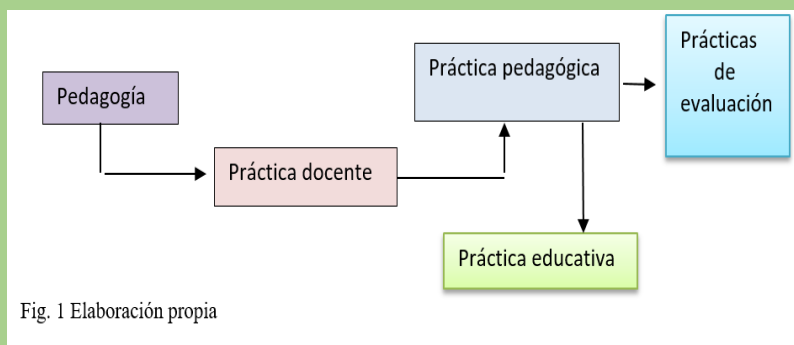 Pedagogía
Práctica docente
Práctica pedagógica
Prácticas
de
evaluación
Práctica educativa
Fig. 1 Elaboración propia